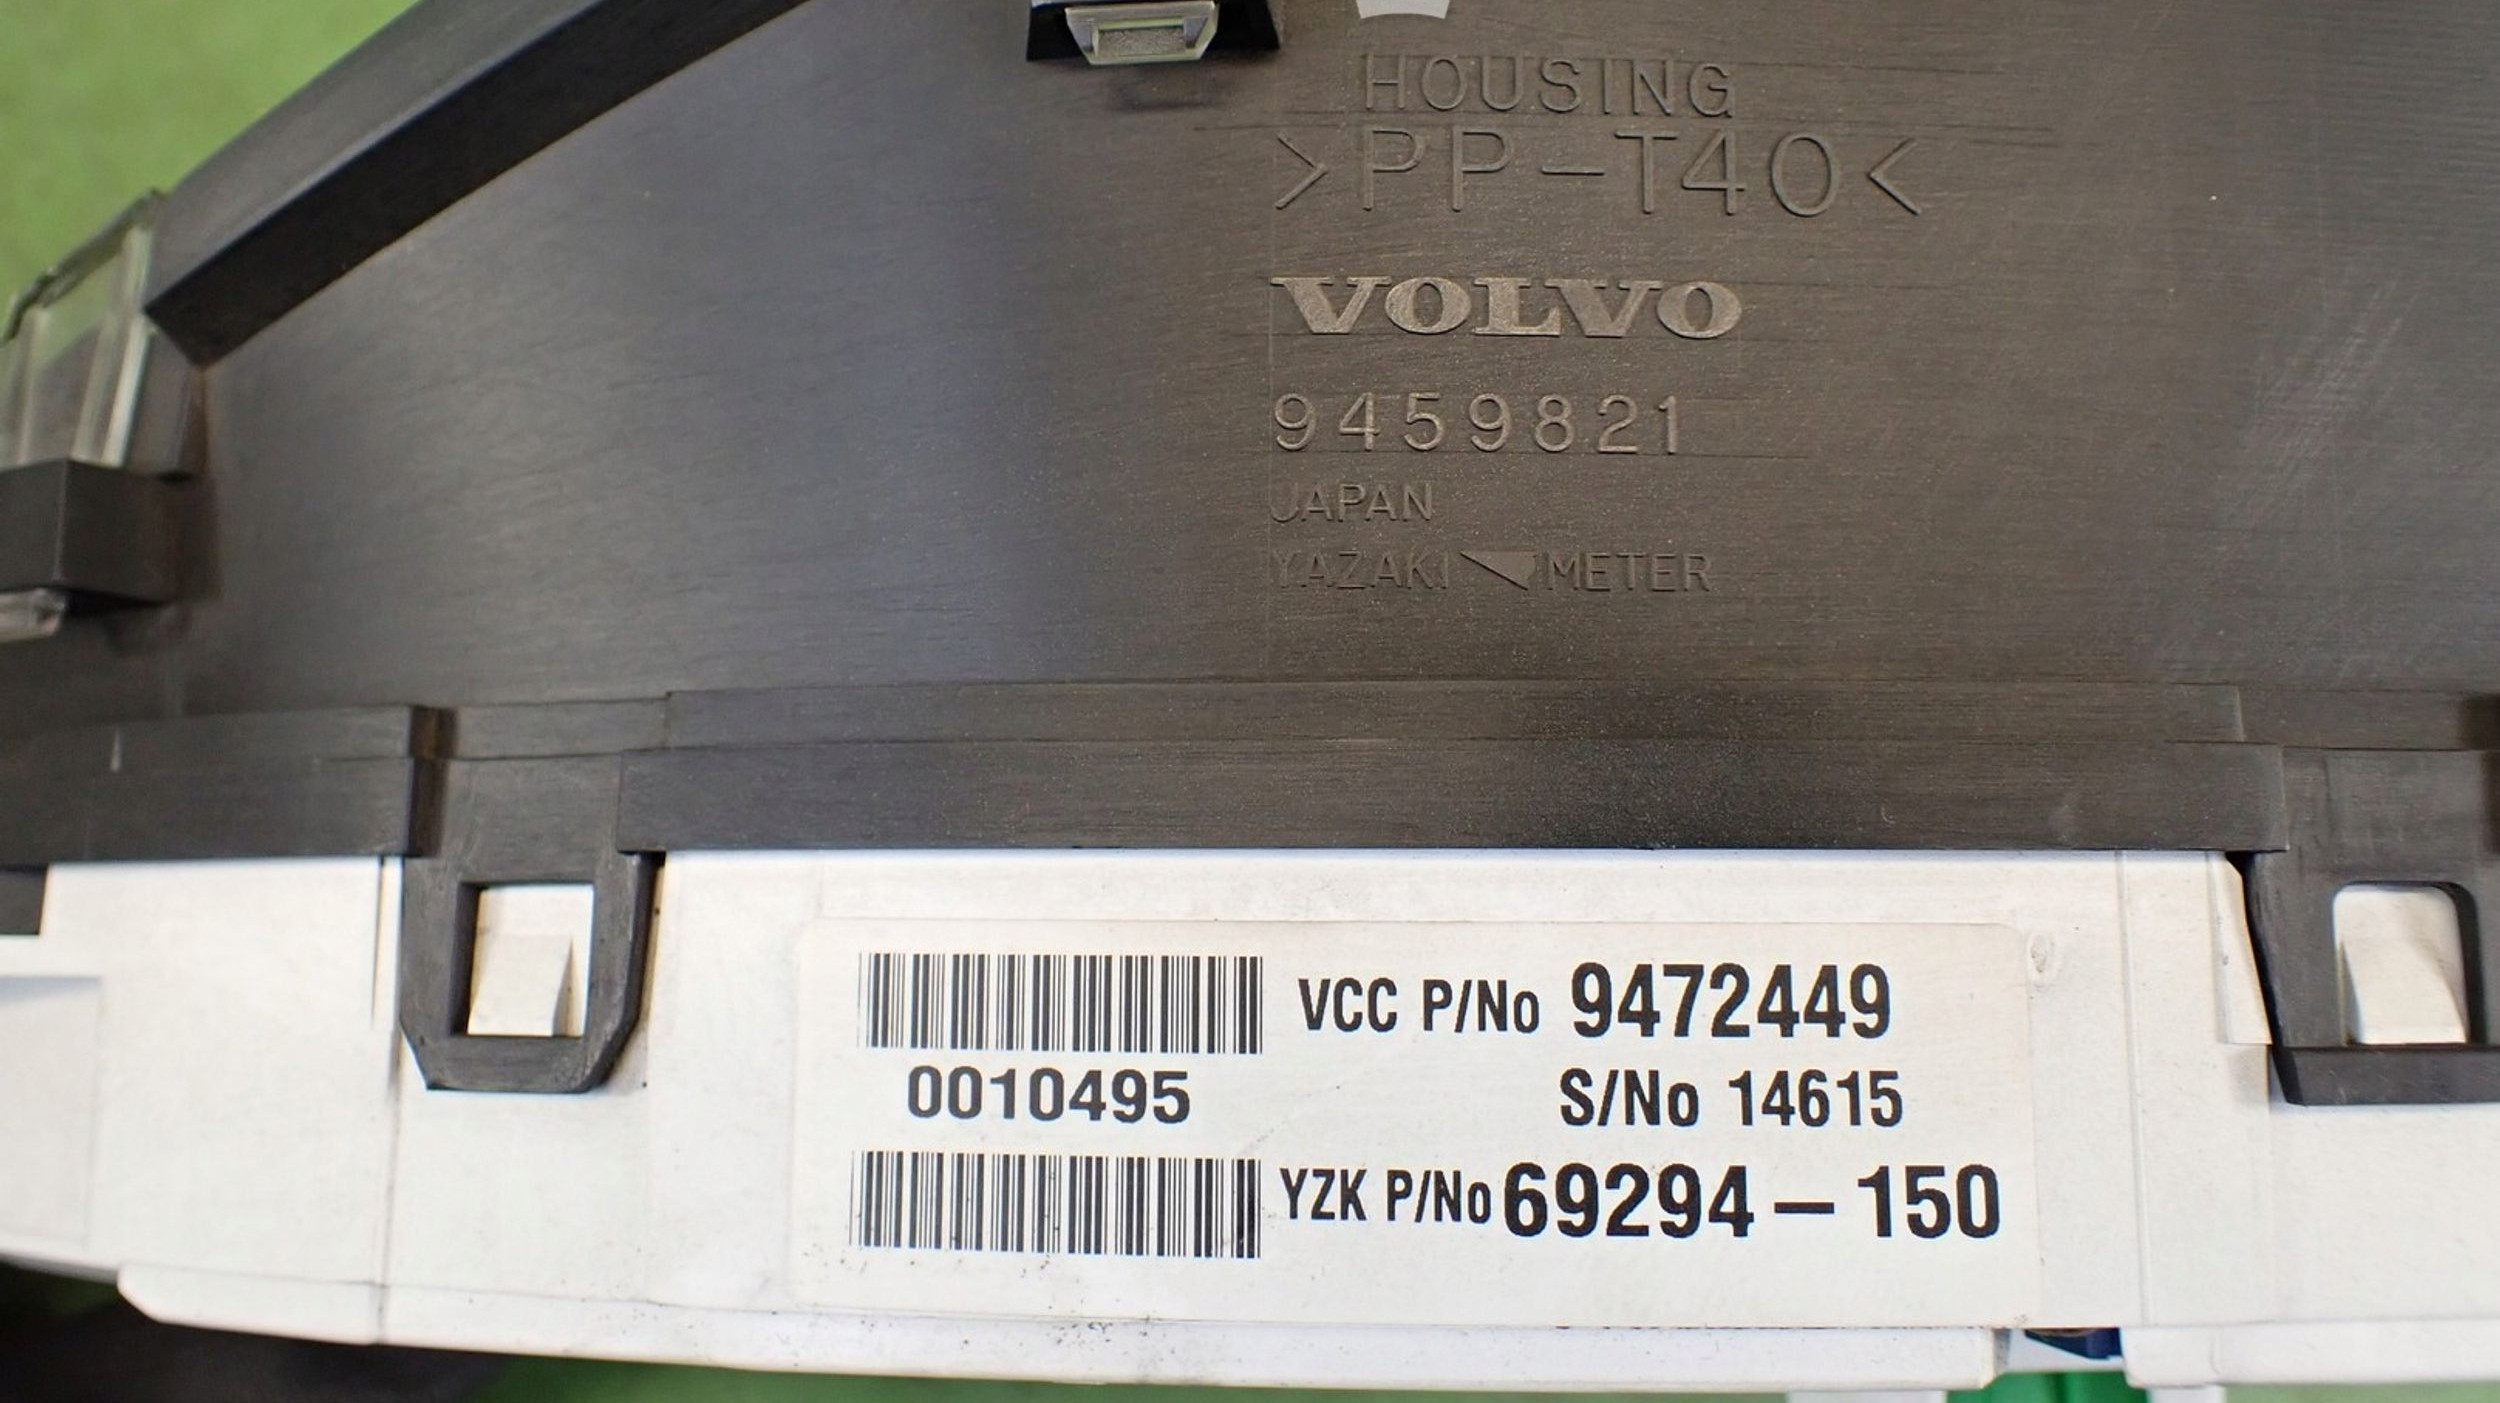 HOUSING
>PP-T40<
VOLVO
9459821
JAPAN
YAZAKI METER
VCC P/No 9472449
0010495
S/No 14615
YZK P/No 69294-150